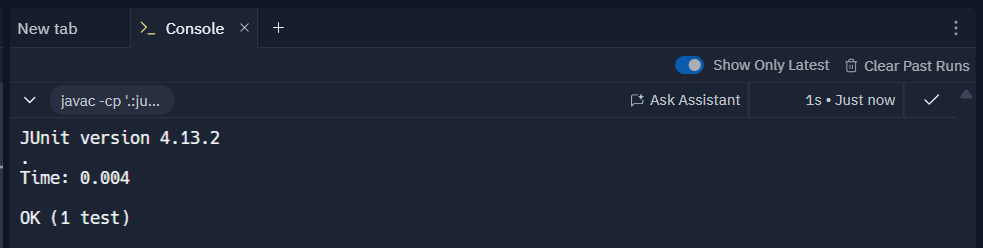 New tab
>_ Console × +
Show Only Latest Clear Past Runs
javac -cp '.:ju... Ask Assistant 1s • Just now
JUnit version 4.13.2
.
Time: 0.004
OK (1 test)